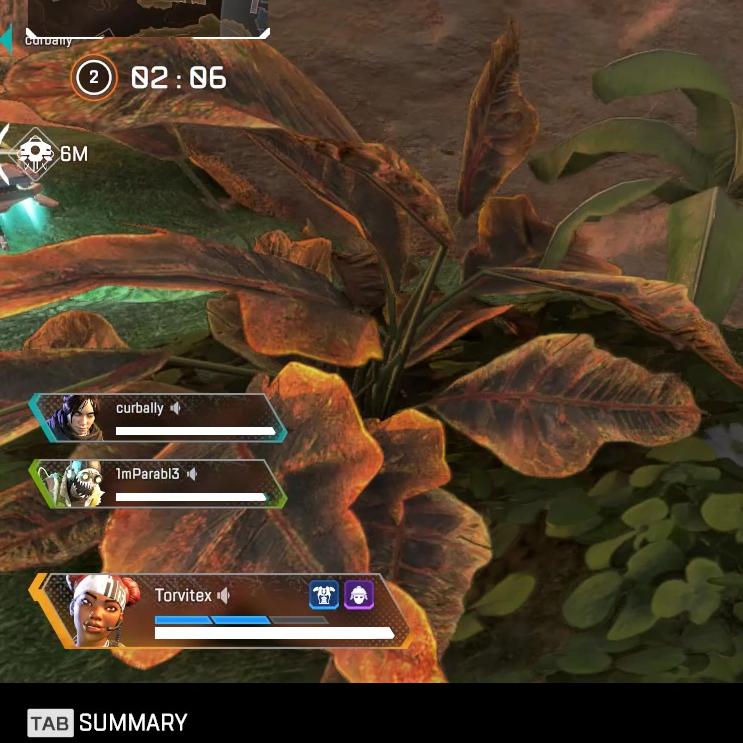 curbally
2 02:06
6M
curbally
1mParabl3
Torvitex
TAB SUMMARY